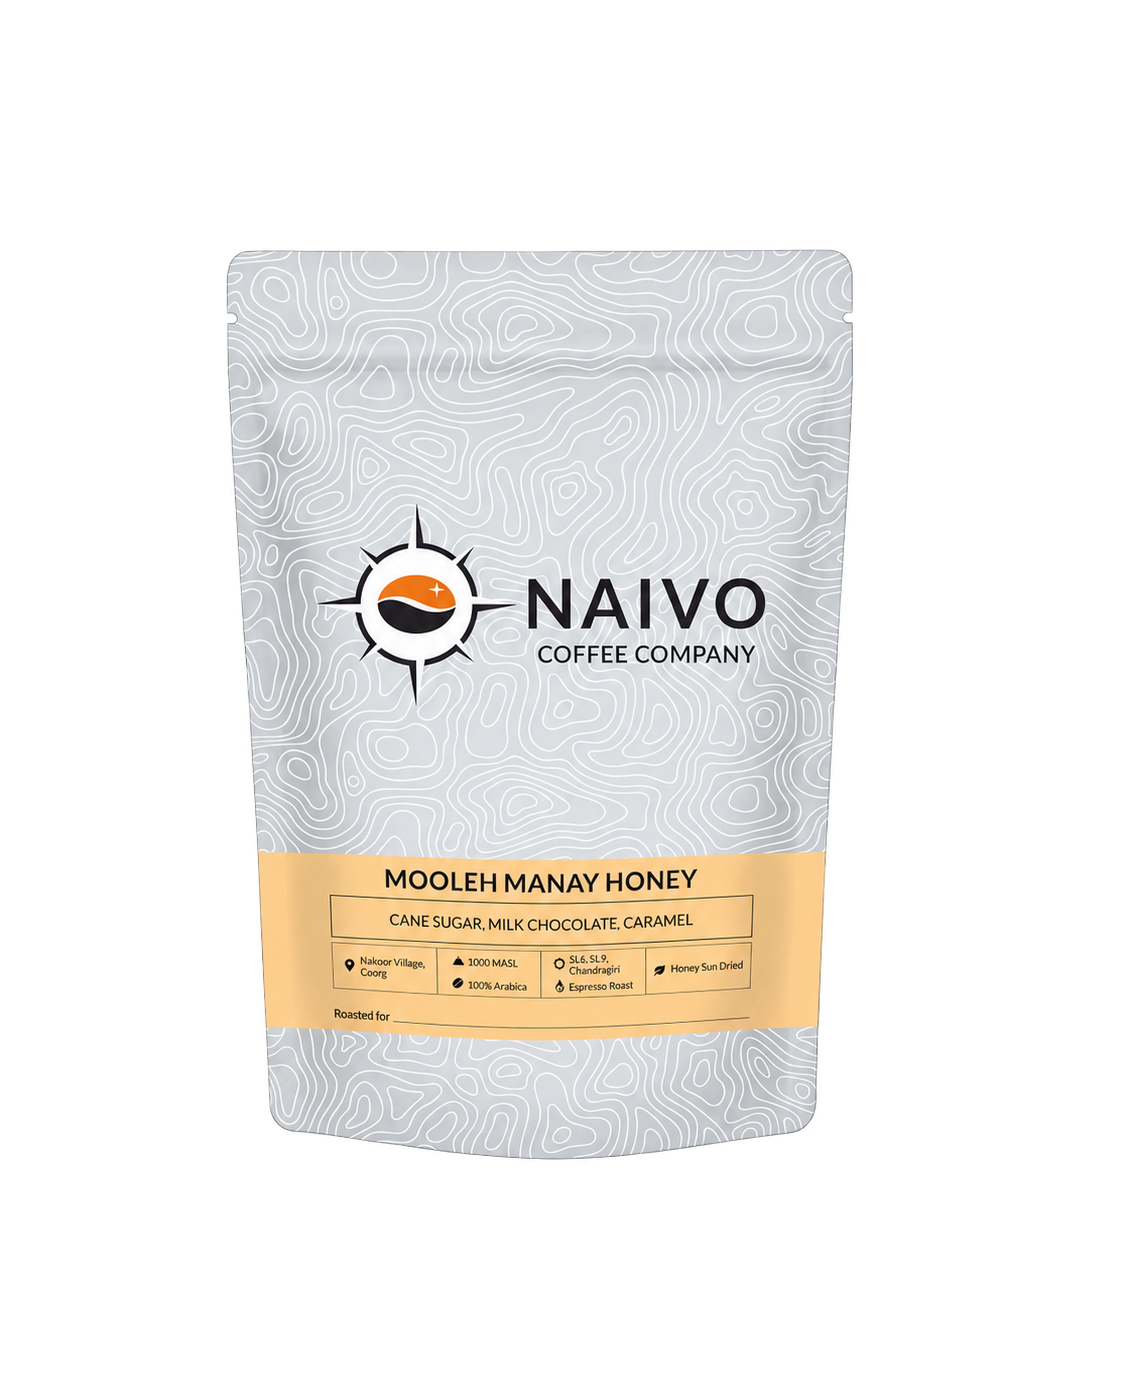 NAIVO
COFFEE COMPANY
MOOLEH MANAY HONEY
CANE SUGAR, MILK CHOCOLATE, CARAMEL
Nakoor Village,
Coorg
1000 MASL
100% Arabica
SL6, SL9,
Chandragiri
Espresso Roast
Honey Sun Dried
Roasted for